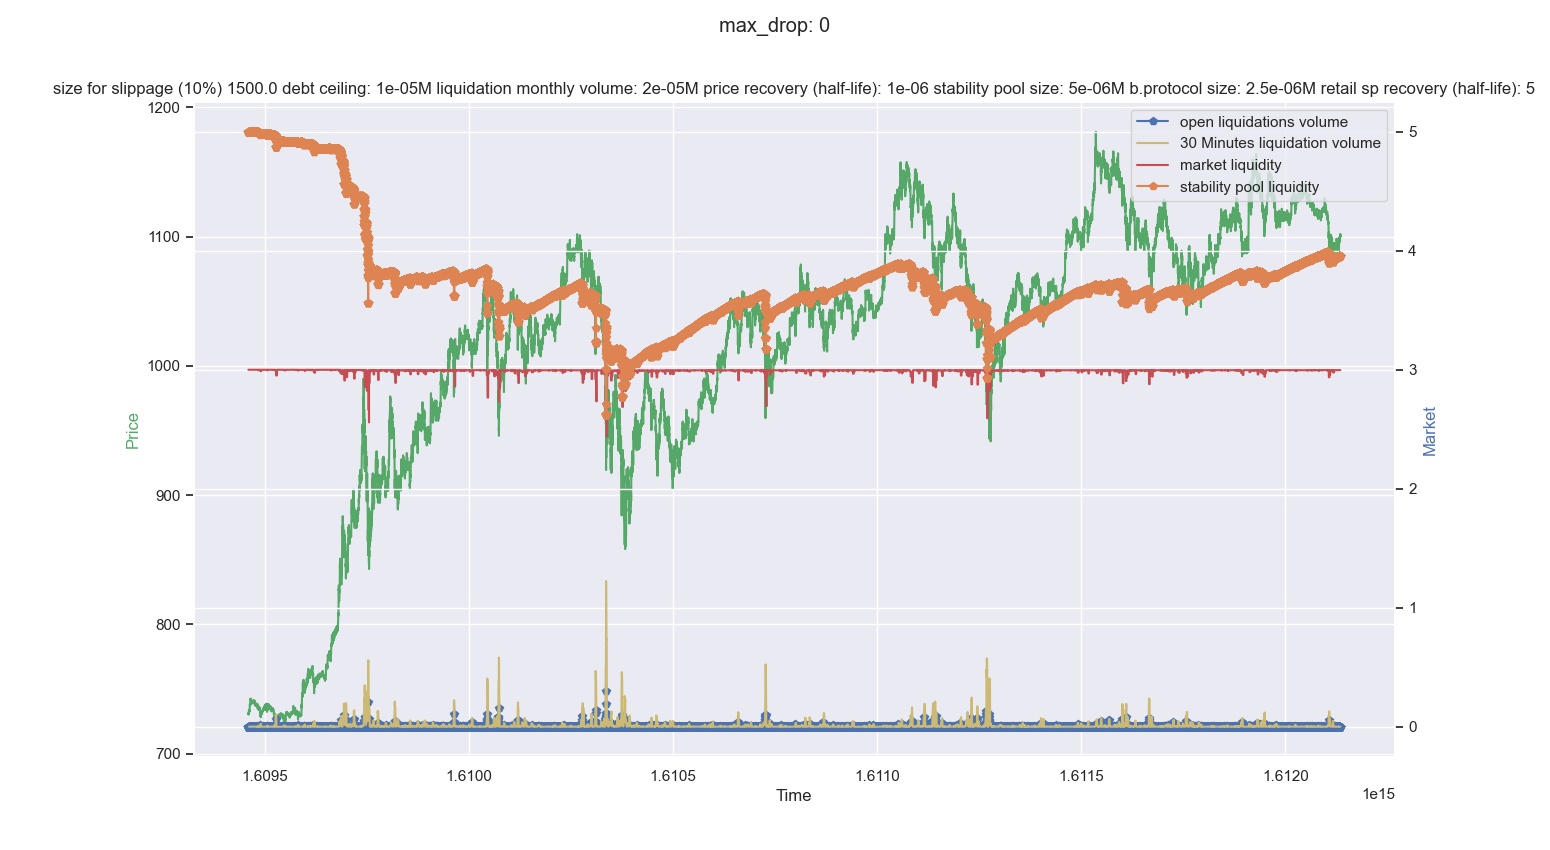 max_drop: 0
size for slippage (10%) 1500.0 debt ceiling: 1e-05M liquidation monthly volume: 2e-05M price recovery (half-life): 1e-06 stability pool size: 5e-06M b.protocol size: 2.5e-06M retail sp recovery (half-life): 5
1200
1100
1000
900
800
700
Price
open liquidations volume
30 Minutes liquidation volume
market liquidity
stability pool liquidity
5
4
3
2
1
0
Market
1.6095 1.6100 1.6105 1.6110 1.6115 1.6120
Time
1e15